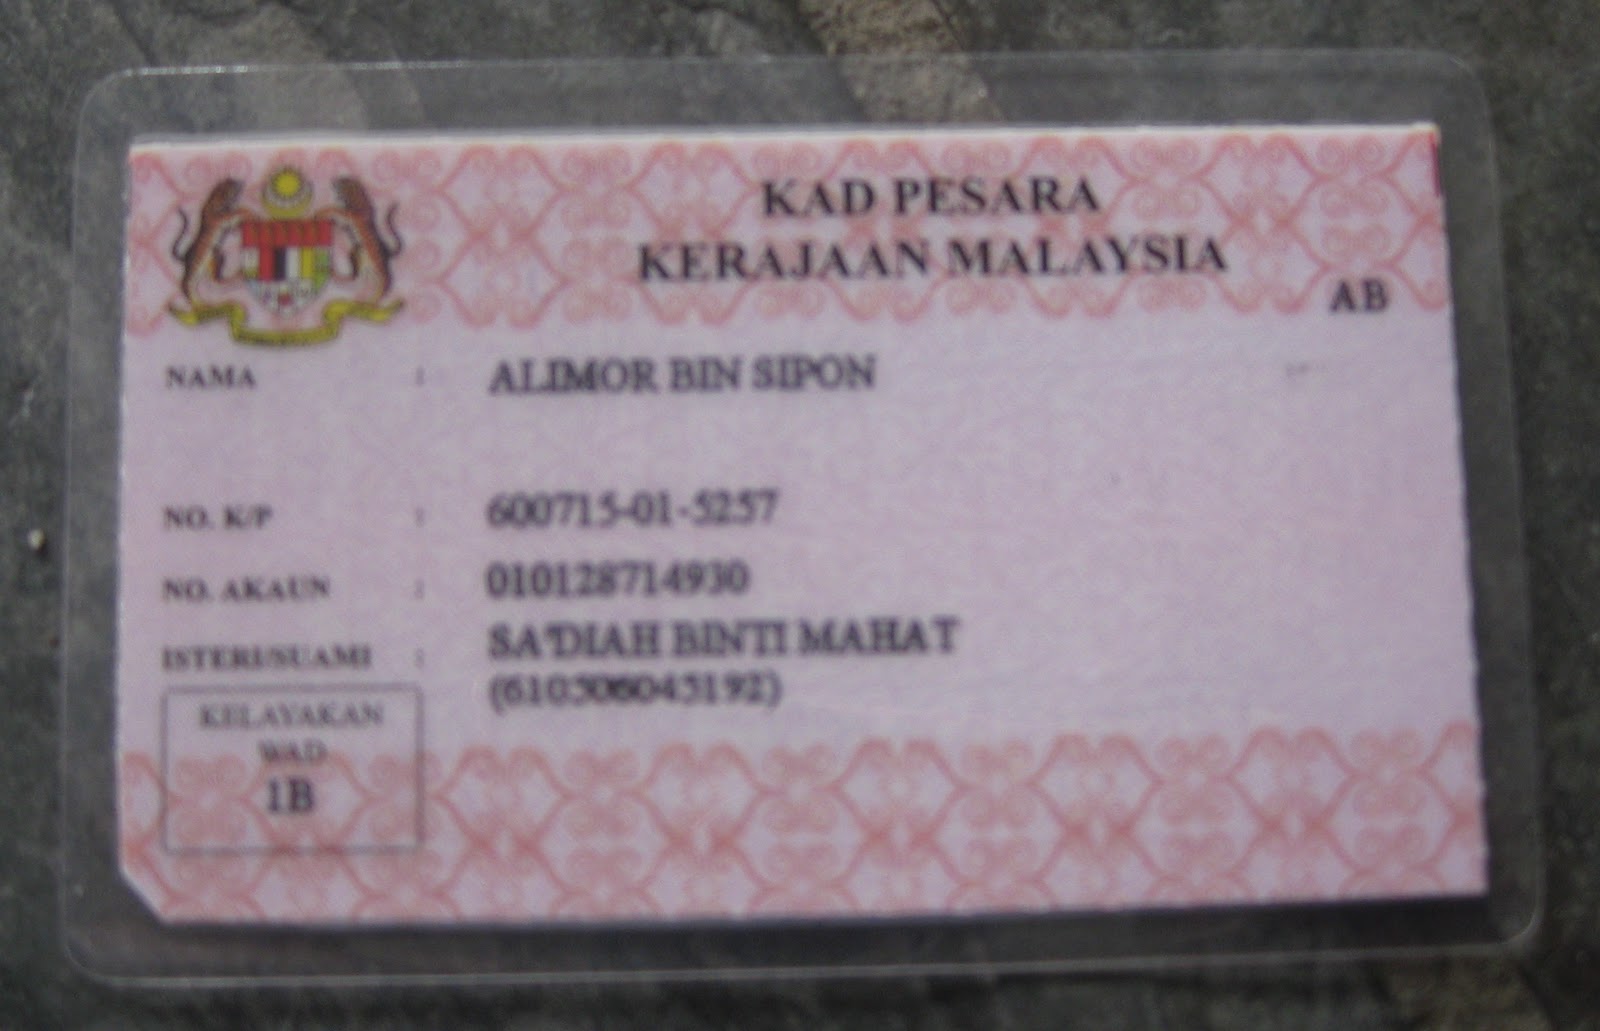 KAD PESARA
KERAJAAN MALAYSIA
AB
NAMA : ALIMOR BIN SIPON
NO. K/P : 600715-01-5257
NO. AKAUN : 010128714930
ISTERI/SUAMI : SA'DIAH BINTI MAHAT
(610506045192)
KELAYAKAN
WAD
1B